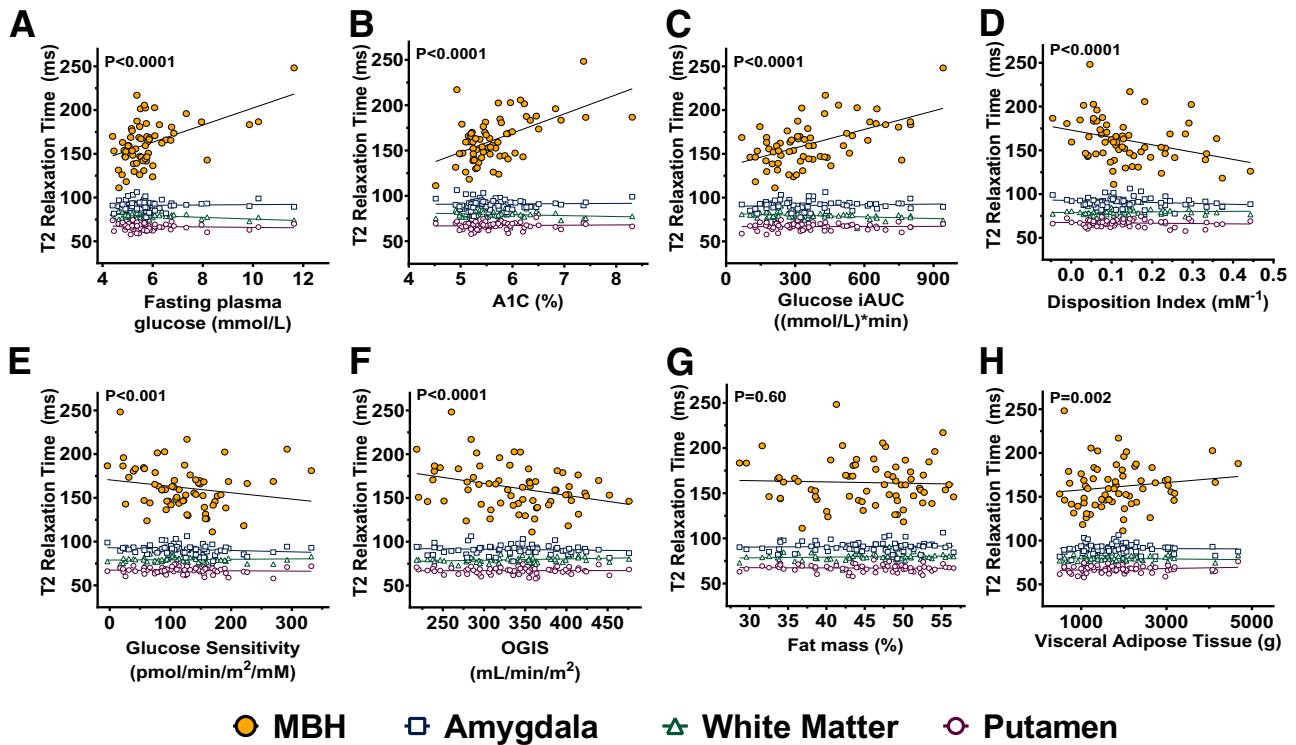 A
T2 Relaxation Time (ms)
P<0.0001
250
200
150
100
50
4 6 8 10 12
Fasting plasma
glucose (mmol/L)
B
T2 Relaxation Time (ms)
P<0.0001
250
200
150
100
50
4 5 6 7 8
A1C (%)
C
T2 Relaxation Time (ms)
P<0.0001
250
200
150
100
50
0 300 600 900
Glucose iAUC
((mmol/L)*min)
D
T2 Relaxation Time (ms)
P<0.0001
250
200
150
100
50
0.0 0.1 0.2 0.3 0.4 0.5
Disposition Index (mM⁻¹)
E
T2 Relaxation Time (ms)
P<0.001
250
200
150
100
50
0 100 200 300
Glucose Sensitivity
(pmol/min/m²/mM)
F
T2 Relaxation Time (ms)
P<0.0001
250
200
150
100
50
250 300 350 400 450
OGIS
(mL/min/m²)
G
T2 Relaxation Time (ms)
P=0.60
250
200
150
100
50
30 35 40 45 50 55
Fat mass (%)
H
T2 Relaxation Time (ms)
P=0.002
250
200
150
100
50
1000 3000 5000
Visceral Adipose Tissue (g)
MBH Amygdala White Matter Putamen